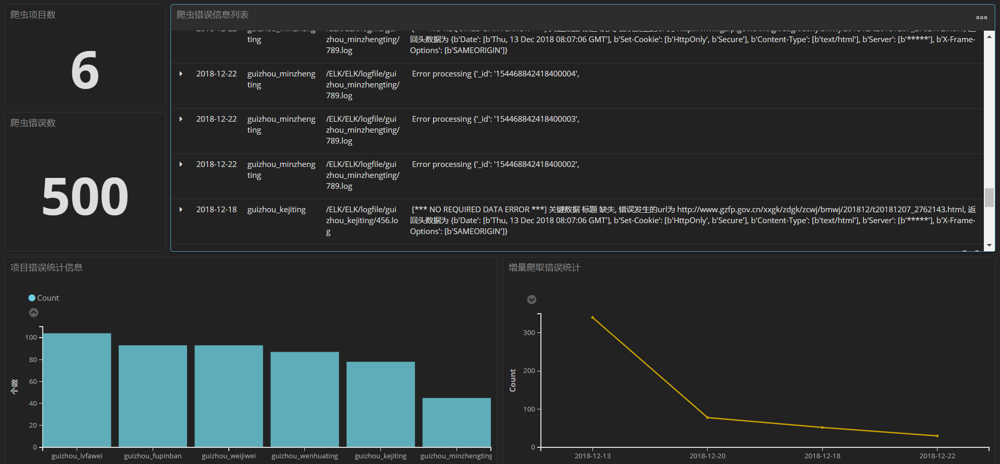 爬虫项目数
6
爬虫错误数
500
爬虫错误信息列表
ting
zhou_minzhengting/
789.log
回头数据为 {b'Date': [b'Thu, 13 Dec 2018 08:07:06 GMT'], b'Set-Cookie': [b'HttpOnly', b'Secure'], b'Content-Type': [b'text/html'], b'Server': [b'*****'], b'X-Frame-
Options': [b'SAMEORIGIN']}
2018-12-22
guizhou_minzheng
ting
/ELK/ELK/logfile/gui
zhou_minzhengting/
789.log
Error processing {'_id': '154468842418400004',
2018-12-22
guizhou_minzheng
ting
/ELK/ELK/logfile/gui
zhou_minzhengting/
789.log
Error processing {'_id': '154468842418400003',
2018-12-22
guizhou_minzheng
ting
/ELK/ELK/logfile/gui
zhou_minzhengting/
789.log
Error processing {'_id': '154468842418400002',
2018-12-18
guizhou_kejiting
/ELK/ELK/logfile/gui
zhou_kejiting/456.lo
g
[*** NO REQUIRED DATA ERROR ***] 关键数据 标题 缺失, 错误发生的url为 http://www.gzfp.gov.cn/xxgk/zdgk/zcwj/bmwj/201812/t20181207_2762143.html, 返
回头数据为 {b'Date': [b'Thu, 13 Dec 2018 08:07:06 GMT'], b'Set-Cookie': [b'HttpOnly', b'Secure'], b'Content-Type': [b'text/html'], b'Server': [b'*****'], b'X-Frame-
Options': [b'SAMEORIGIN']}
项目错误统计信息
Count
个数
100
80
60
40
20
0
guizhou_lvfawei
guizhou_fupinban
guizhou_weijiwei
guizhou_wenhuating
guizhou_kejiting
guizhou_minzhengting
增量爬取错误统计
Count
300
200
100
0
2018-12-13
2018-12-20
2018-12-18
2018-12-22